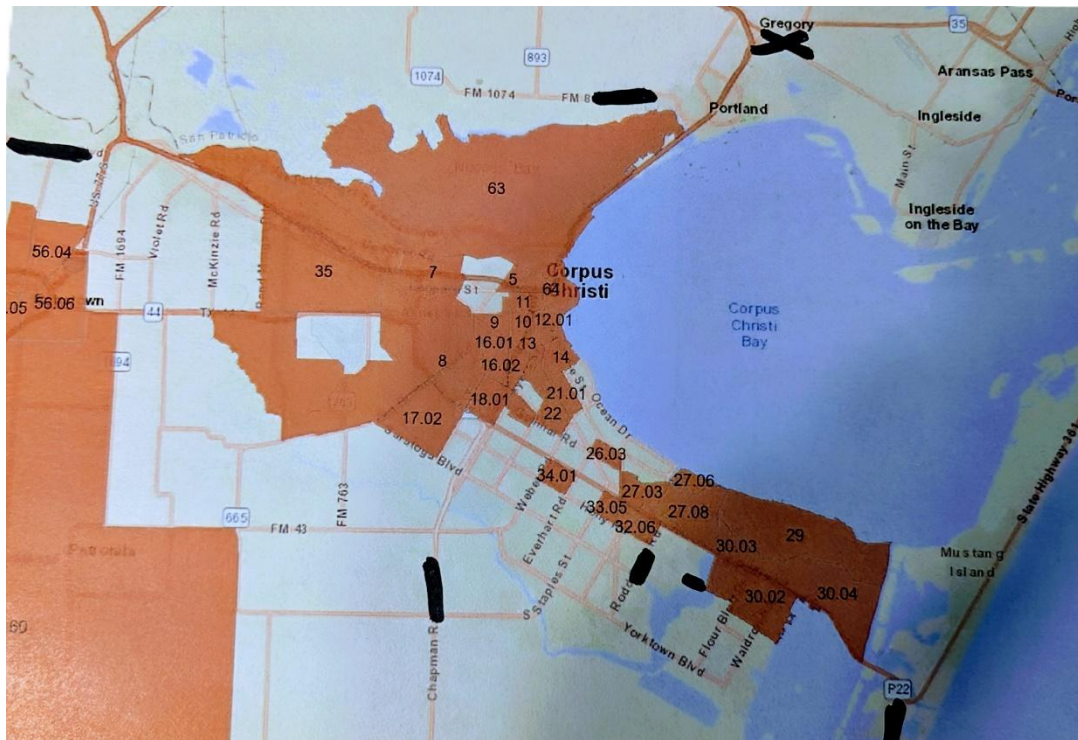 Gregory
35
893
1074
Aransas Pass
FM 1074
FM 8
Portland
Ingleside
San Patricio
Main St
63
Ingleside
on the Bay
Violet Rd
McKinzie Rd
FM 1694
56.04
35
7
5
Corpus
Christi
64
St
56.06
wn
.05
44
11
9
10
12.01
Corpus
Christi
Bay
16.01
13
8
16.02
14
18.01
21.01
17.02
22
Ocean Dr
Saratoga Blvd
Rd
26.03
State Highway 361
34.01
27.06
27.03
FM 763
33.05
27.08
665
FM 43
32.06
Everhart Rd
29
30.03
Mustang
Island
S Staples St
30.02
30.04
Flour Bl
Yorktown Blvd
60
Chapman R
P22